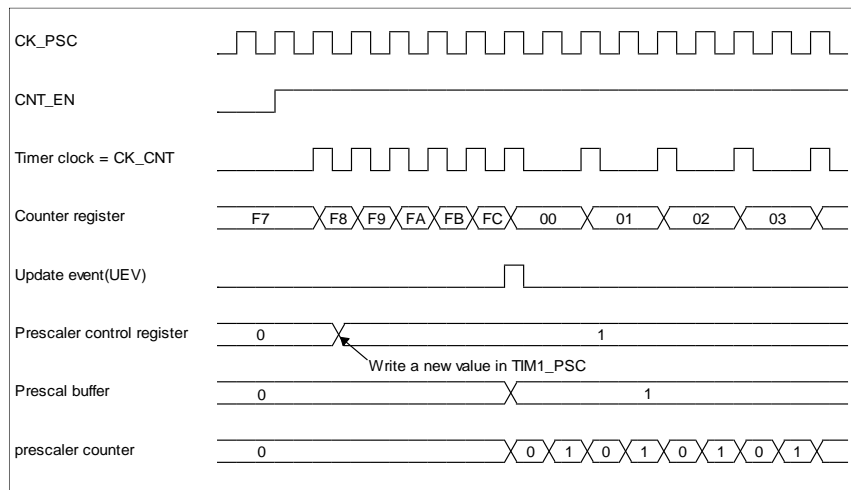 CK_PSC
CNT_EN
Timer clock = CK_CNT
Counter register
F7 F8 F9 FA FB FC 00 01 02 03
Update event(UEV)
Prescaler control register
0 1
Write a new value in TIM1_PSC
Prescal buffer
0 1
prescaler counter
0 0 1 0 1 0 1 0 1